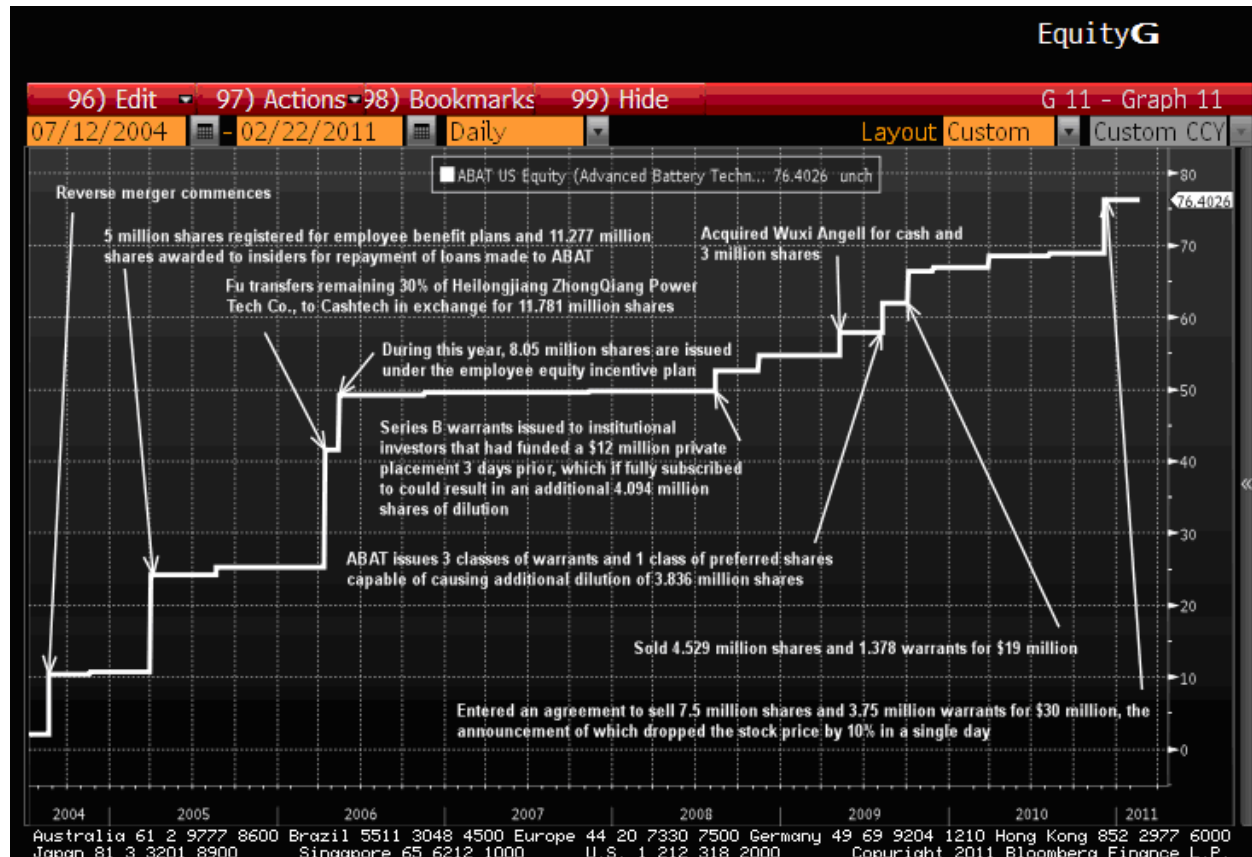 EquityG
96) Edit 97) Actions 98) Bookmarks 99) Hide G 11 - Graph 11
07/12/2004 - 02/22/2011 Daily Layout Custom Custom CCY
ABAT US Equity (Advanced Battery Techn... 76.4026 unch
80
Reverse merger commences
76.4026
5 million shares registered for employee benefit plans and 11.277 million
shares awarded to insiders for repayment of loans made to ABAT
Acquired Wuxi Angell for cash and
3 million shares
70
Fu transfers remaining 30% of Heilongjiang ZhongQiang Power
Tech Co., to Cashtech in exchange for 11.781 million shares
60
During this year, 8.05 million shares are issued
under the employee equity incentive plan
50
Series B warrants issued to institutional
investors that had funded a $12 million private
placement 3 days prior, which if fully subscribed
to could result in an additional 4.094 million
shares of dilution
40
30
ABAT issues 3 classes of warrants and 1 class of preferred shares
capable of causing additional dilution of 3.836 million shares
20
Sold 4.529 million shares and 1.378 warrants for $19 million
10
Entered an agreement to sell 7.5 million shares and 3.75 million warrants for $30 million, the
announcement of which dropped the stock price by 10% in a single day
0
2004 2005 2006 2007 2008 2009 2010 2011
Australia 61 2 9777 8600 Brazil 5511 3048 4500 Europe 44 20 7330 7500 Germany 49 69 9204 1210 Hong Kong 852 2977 6000
Japan 81 3 3201 8900 Singapore 65 6212 1000 U.S. 1 212 318 2000 Copyright 2011 Bloomberg Finance L.P.